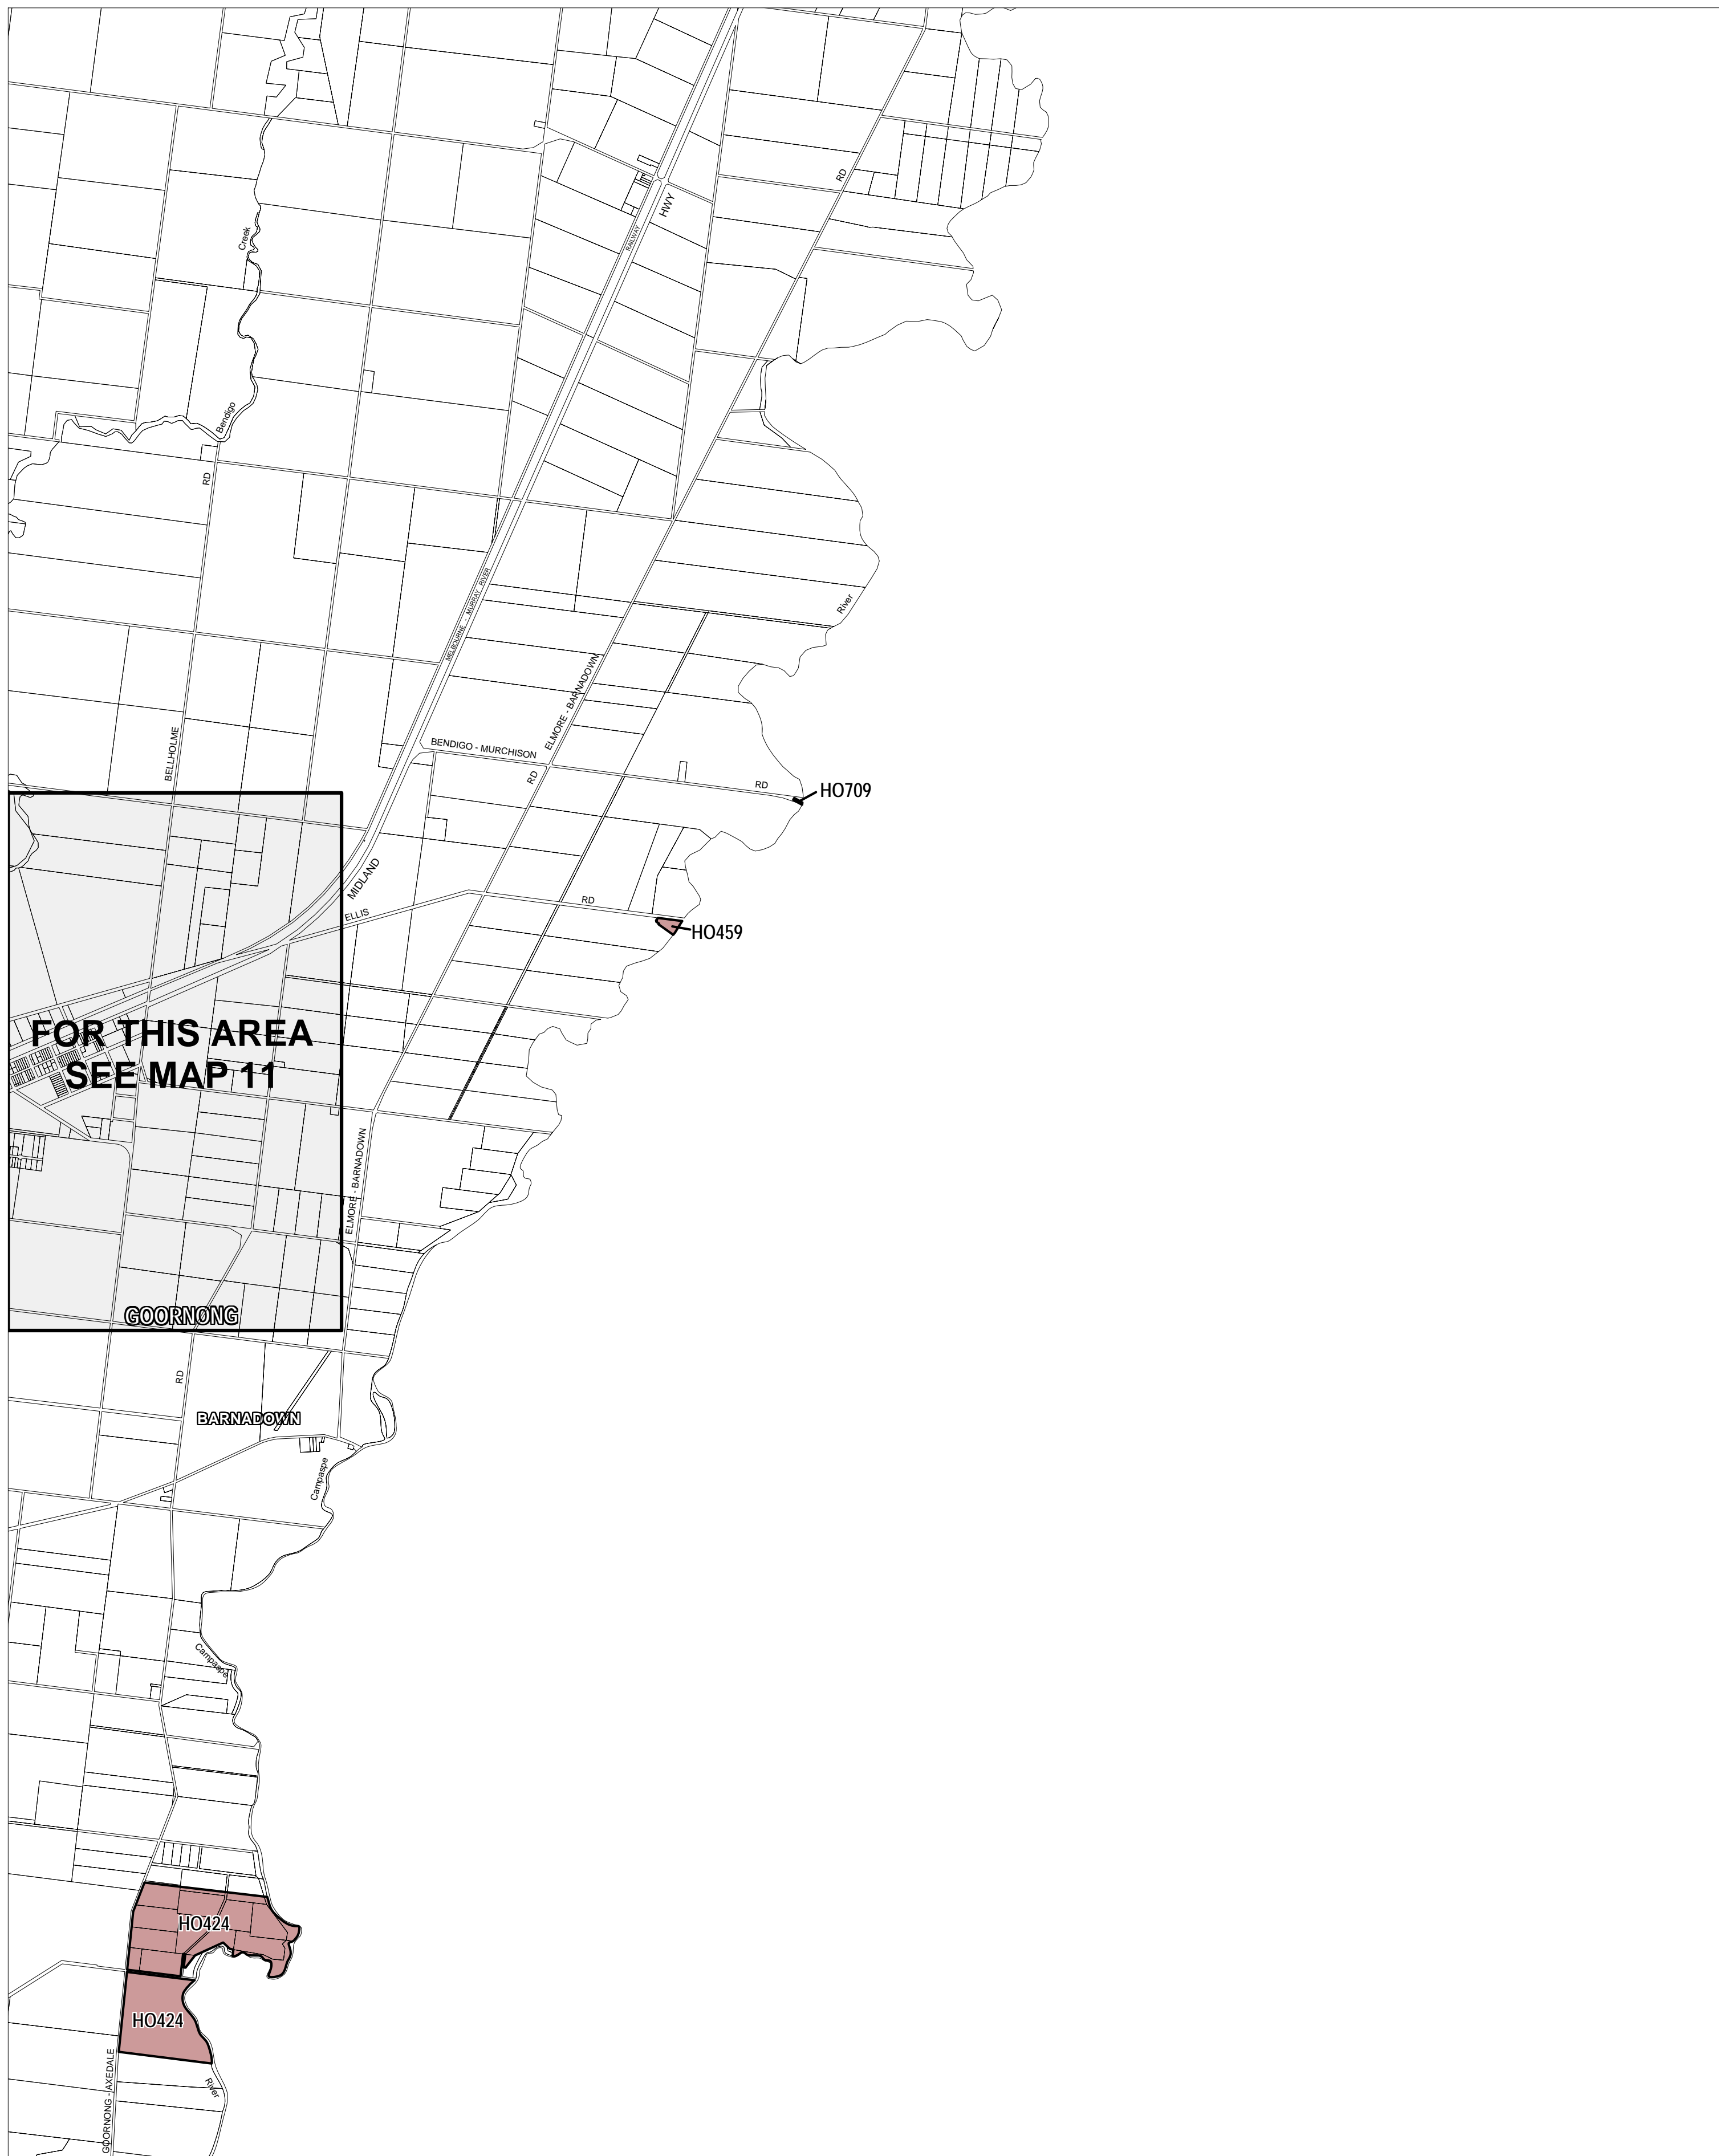 RD
HWY
RAILWAY
Creek
Bendigo
RD
River
MELBOURNE - MURRAY RIVER
ELMORE - BARNADOWN
BELLHOLME
BENDIGO - MURCHISON
RD
RD
HO709
MIDLAND
ELLIS
RD
HO459
FOR THIS AREA
SEE MAP 11
ELMORE - BARNADOWN
GOORNONG
RD
BARNADOWN
Campaspe
Campaspe
HO424
HO424
GOORNONG - AXEDALE
River